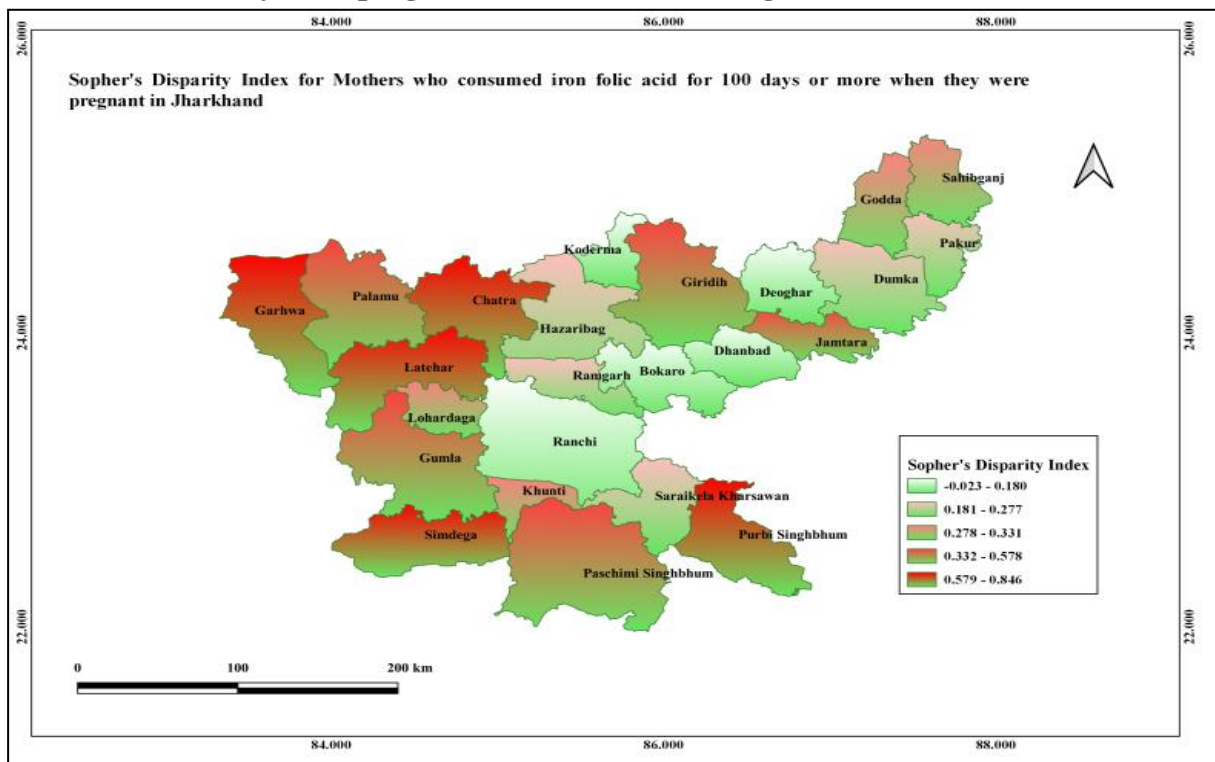 84.000 86.000 88.000
26.000 26.000
Sopher's Disparity Index for Mothers who consumed iron folic acid for 100 days or more when they were
pregnant in Jharkhand
Sahibganj
Godda
Pakur
Koderma
Dumka
Giridih
Deoghar
Palamu
Chatra
Garhwa
Hazaribag
24.000 24.000
Jamtara
Dhanbad
Latehar
Ramgarh
Bokaro
Lohardaga
Ranchi
Gumla
Khunti
Saraikela Kharsawan
Simdega
Purbi Singhbhum
Paschimi Singhbhum
Sopher's Disparity Index
-0.023 - 0.180
0.181 - 0.277
0.278 - 0.331
0.332 - 0.578
0.579 - 0.846
22.000 22.000
0 100 200 km
84.000 86.000 88.000